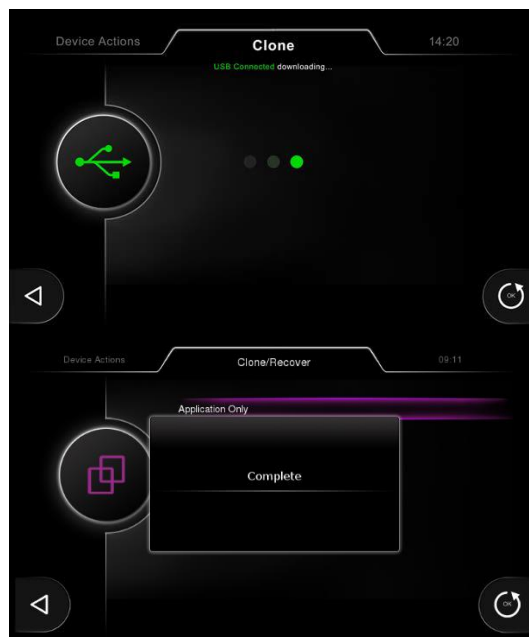 Device Actions
Clone
14:20
USB Connected downloading...
OK
Device Actions
Clone/Recover
09:11
Application Only
Complete
OK